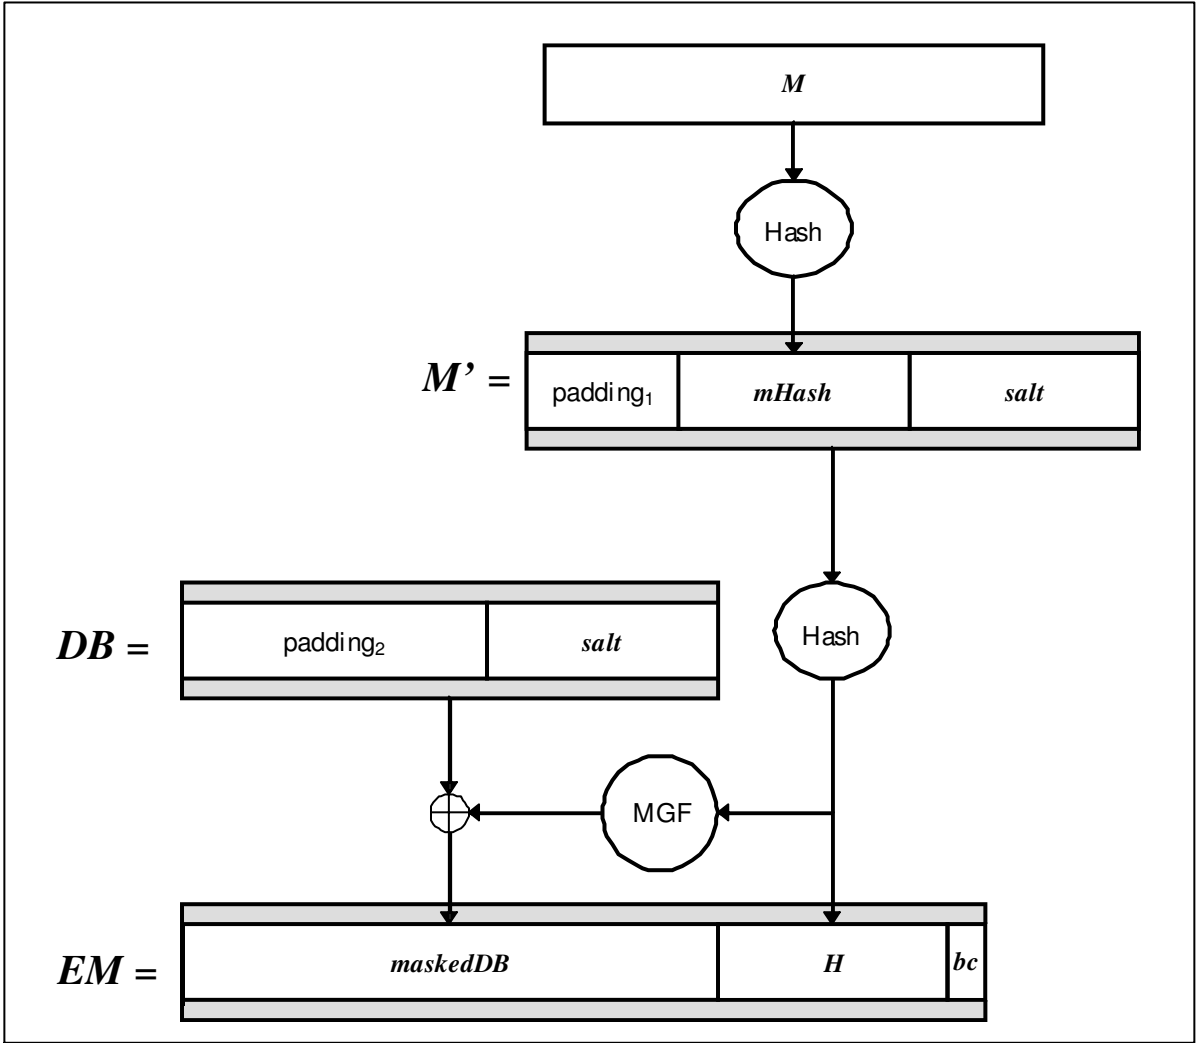 M
Hash
M’ =
padding₁
mHash
salt
DB =
padding₂
salt
Hash
MGF
EM =
maskedDB
H
bc